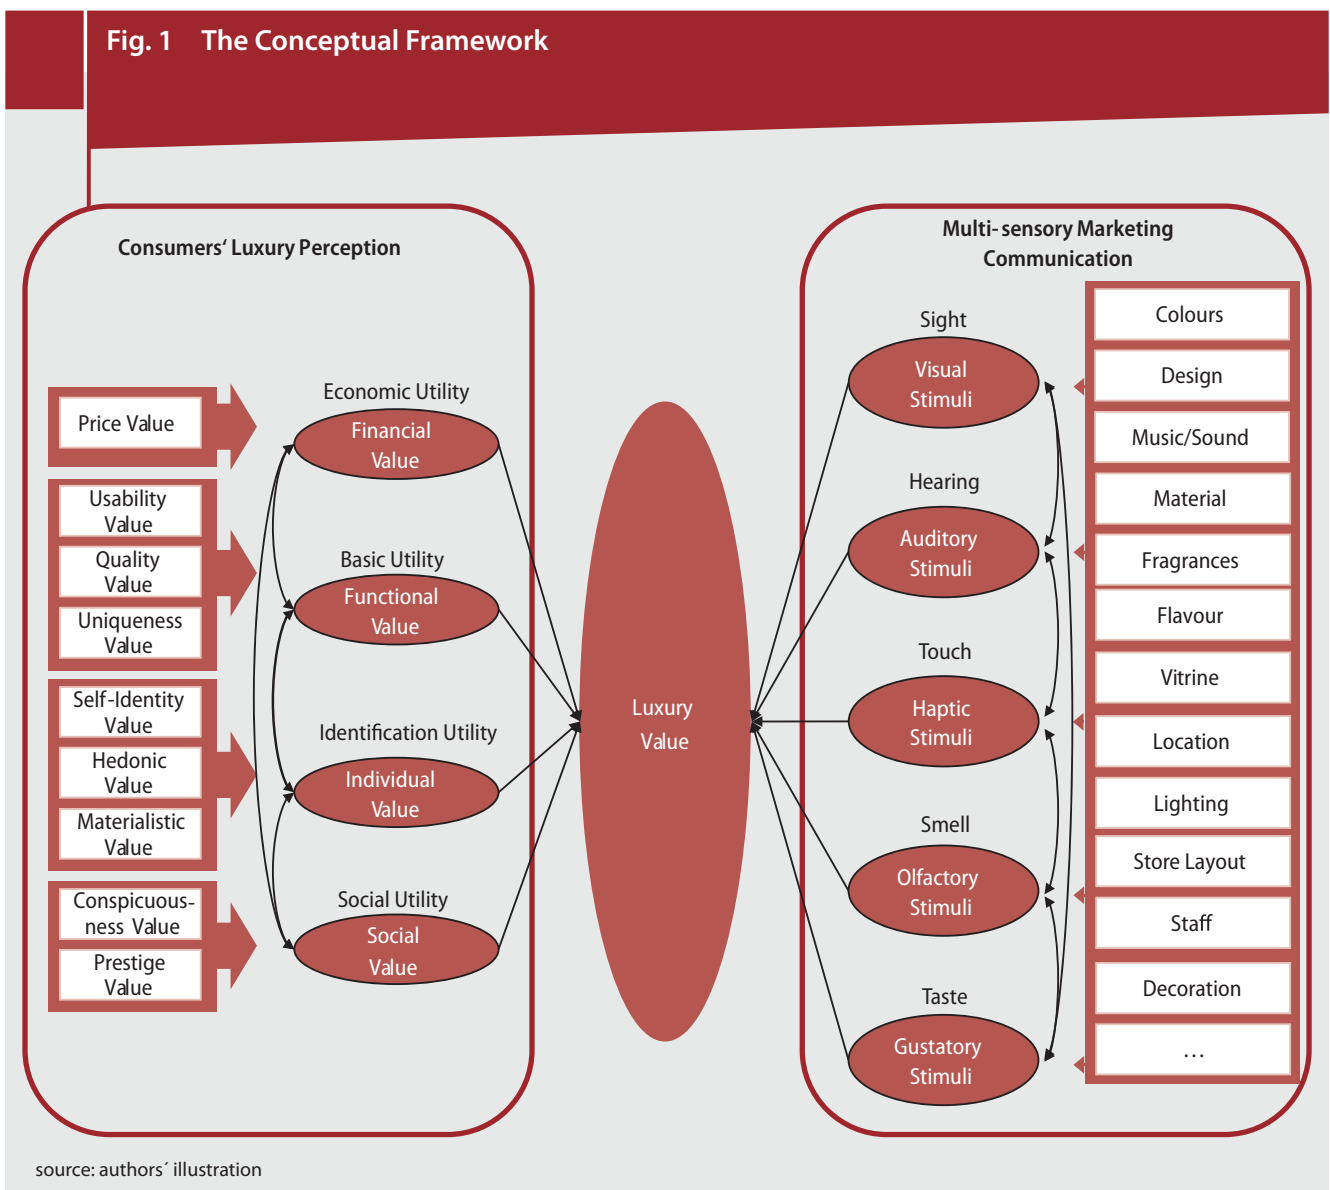 Fig. 1 The Conceptual Framework
Consumers‘ Luxury Perception
Price Value
Usability
Value
Quality
Value
Uniqueness
Value
Self-Identity
Value
Hedonic
Value
Materialistic
Value
Conspicuous-
ness Value
Prestige
Value
Economic Utility
Financial
Value
Basic Utility
Functional
Value
Identification Utility
Individual
Value
Social Utility
Social
Value
Luxury
Value
Multi- sensory Marketing
Communication
Sight
Visual
Stimuli
Hearing
Auditory
Stimuli
Touch
Haptic
Stimuli
Smell
Olfactory
Stimuli
Taste
Gustatory
Stimuli
Colours
Design
Music/Sound
Material
Fragrances
Flavour
Vitrine
Location
Lighting
Store Layout
Staff
Decoration
…
source: authors´ illustration